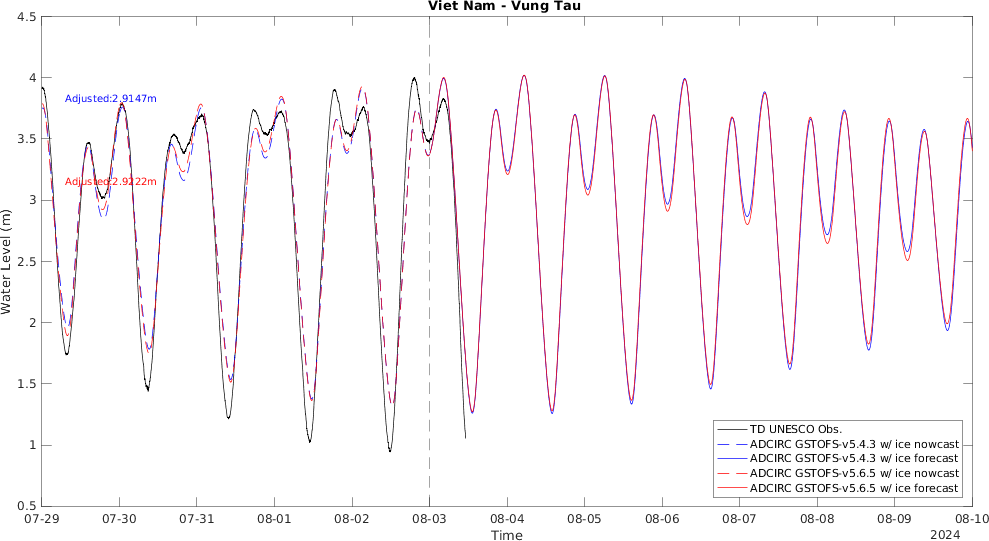 Viet Nam - Vung Tau
Water Level (m)
4.5
4
3.5
3
2.5
2
1.5
1
0.5
Adjusted:2.9147m
Adjusted:2.9222m
TD UNESCO Obs.
ADCIRC GSTOFS-v5.4.3 w/ ice nowcast
ADCIRC GSTOFS-v5.4.3 w/ ice forecast
ADCIRC GSTOFS-v5.6.5 w/ ice nowcast
ADCIRC GSTOFS-v5.6.5 w/ ice forecast
07-29 07-30 07-31 08-01 08-02 08-03 08-04 08-05 08-06 08-07 08-08 08-09 08-10
Time
2024